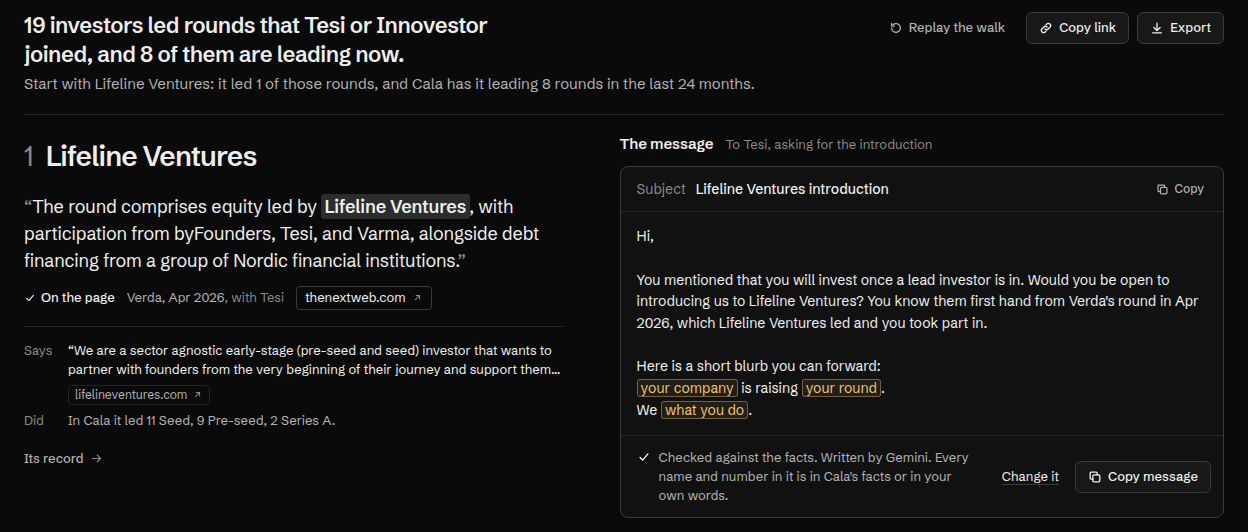 19 investors led rounds that Tesi or Innovestor
joined, and 8 of them are leading now.
Replay the walk
Copy link
Export
Start with Lifeline Ventures: it led 1 of those rounds, and Cala has it leading 8 rounds in the last 24 months.
1 Lifeline Ventures
“The round comprises equity led by Lifeline Ventures, with
participation from byFounders, Tesi, and Varma, alongside debt
financing from a group of Nordic financial institutions.”
On the page Verda, Apr 2026, with Tesi thenextweb.com
Says “We are a sector agnostic early-stage (pre-seed and seed) investor that wants to
partner with founders from the very beginning of their journey and support them...
lifelineventures.com
Did In Cala it led 11 Seed, 9 Pre-seed, 2 Series A.
Its record
The message To Tesi, asking for the introduction
Subject Lifeline Ventures introduction
Copy
Hi,
You mentioned that you will invest once a lead investor is in. Would you be open to
introducing us to Lifeline Ventures? You know them first hand from Verda's round in Apr
2026, which Lifeline Ventures led and you took part in.
Here is a short blurb you can forward:
your company is raising your round.
We what you do.
Checked against the facts. Written by Gemini. Every
name and number in it is in Cala's facts or in your
own words.
Change it
Copy message